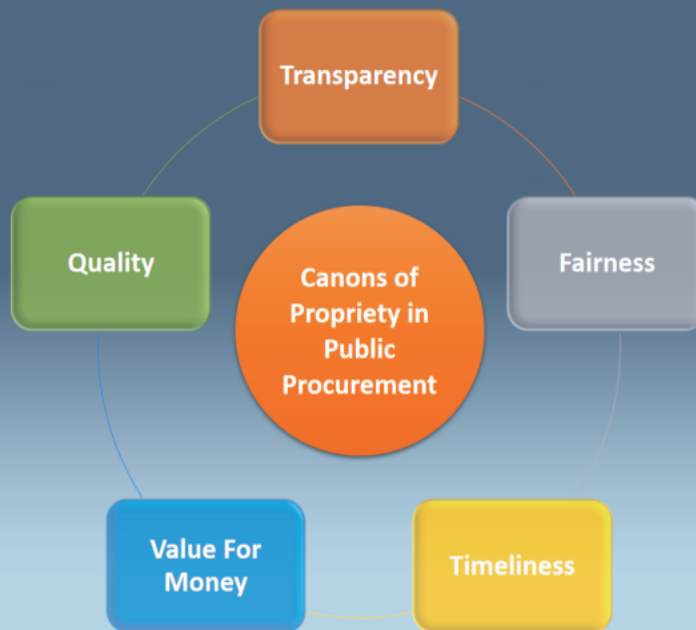 Transparency
Quality
Fairness
Canons of
Propriety in
Public
Procurement
Value For
Money
Timeliness